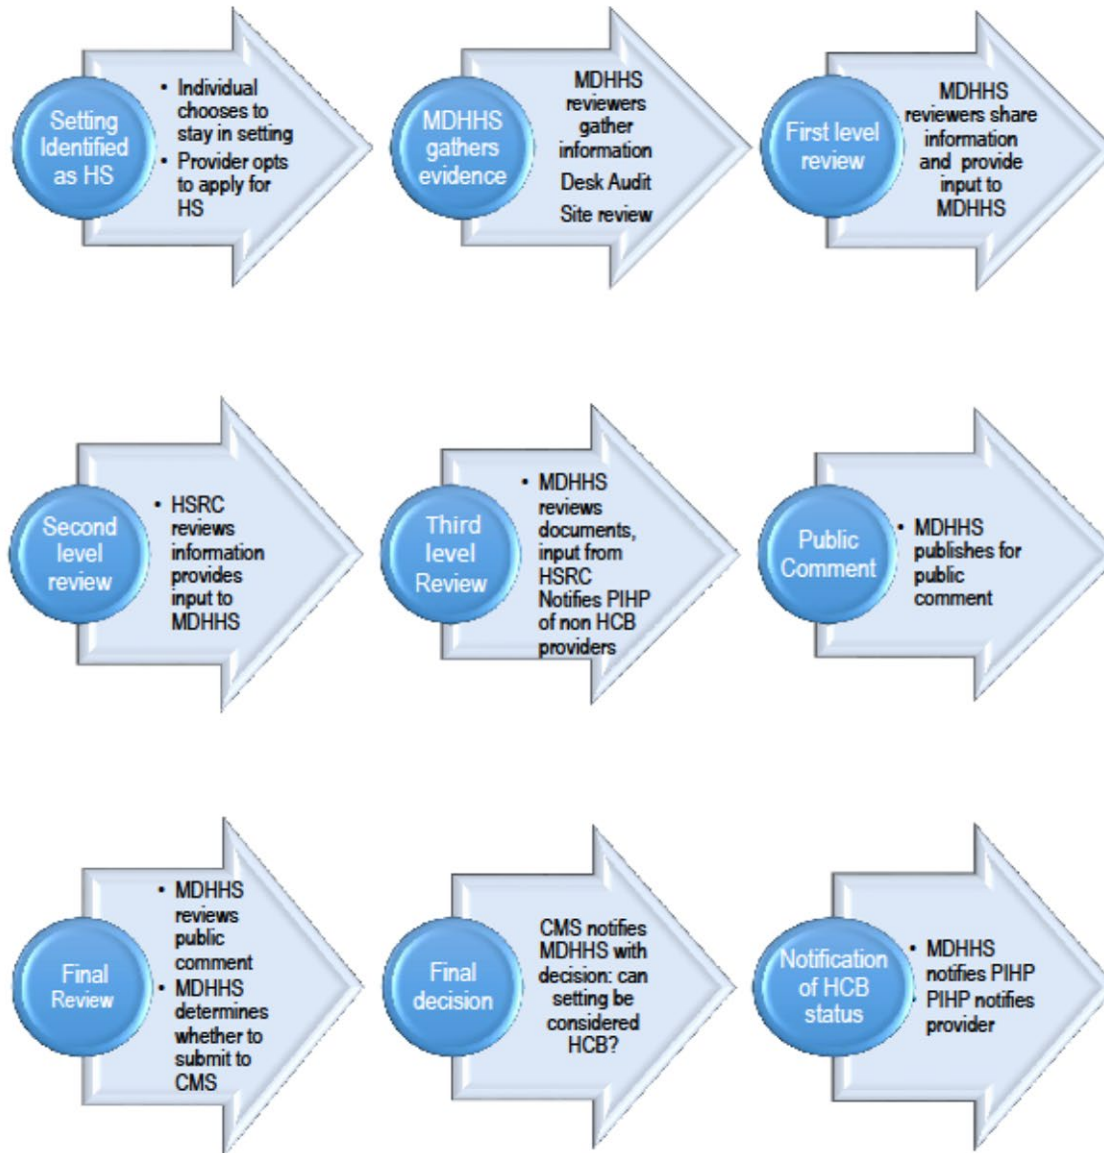 Setting
Identified
as HS
• Individual
chooses to
stay in setting
• Provider opts
to apply for
HS
MDHHS
gathers
evidence
MDHHS
reviewers
gather
information
Desk Audit
Site review
First level
review
MDHHS
reviewers share
information
and provide
input to
MDHHS
Second
level
review
• HSRC
reviews
information
provides
input to
MDHHS
Third
level
Review
• MDHHS
reviews
documents,
input from
HSRC
Notifies PIHP
of non HCB
providers
Public
Comment
• MDHHS
publishes for
public
comment
Final
Review
• MDHHS
reviews
public
comment
• MDHHS
determines
whether to
submit to
CMS
Final
decision
CMS notifies
MDHHS with
decision: can
setting be
considered
HCB?
Notification
of HCB
status
• MDHHS
notifies PIHP
• PIHP notifies
provider